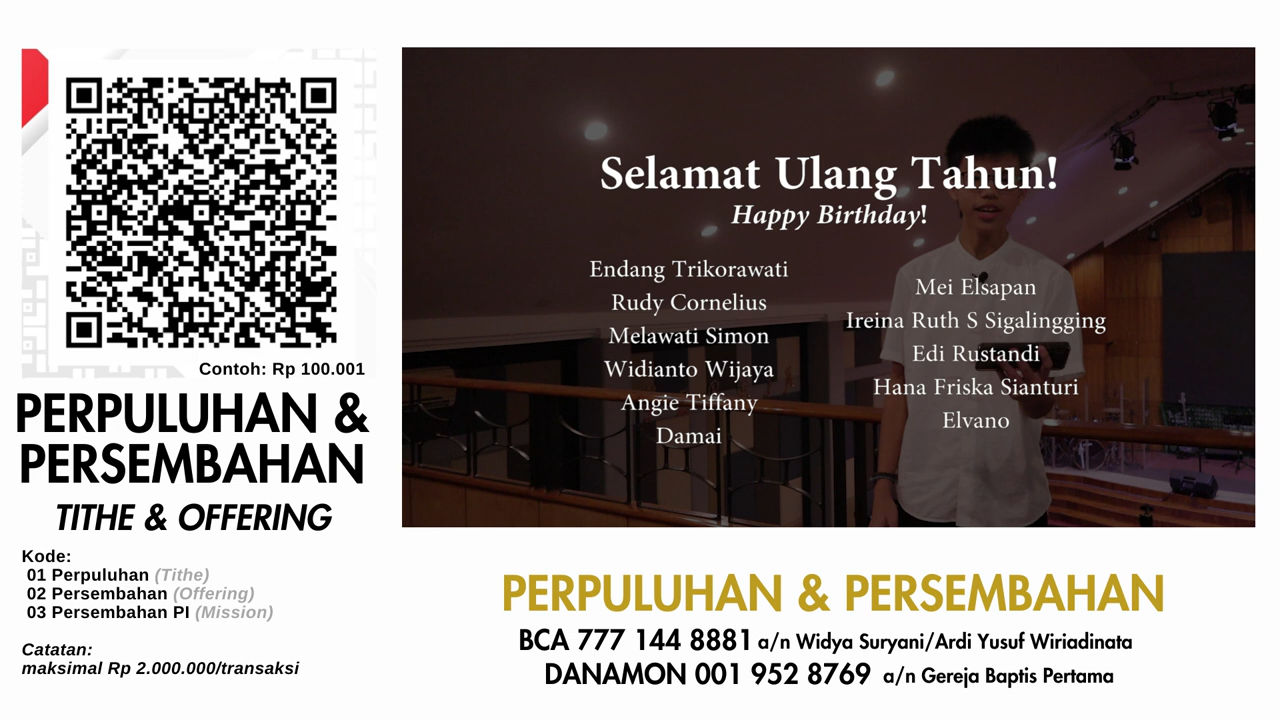 Contoh: Rp 100.001
PERPULUHAN &
PERSEMBAHAN
TITHE & OFFERING
Kode:
01 Perpuluhan (Tithe)
02 Persembahan (Offering)
03 Persembahan PI (Mission)
Catatan:
maksimal Rp 2.000.000/transaksi
Selamat Ulang Tahun!
Happy Birthday!
Endang Trikorawati
Rudy Cornelius
Melawati Simon
Widianto Wijaya
Angie Tiffany
Damai
Mei Elsapan
Ireina Ruth S Sigalingging
Edi Rustandi
Hana Friska Sianturi
Elvano
PERPULUHAN & PERSEMBAHAN
BCA 777 144 8881 a/n Widya Suryani/Ardi Yusuf Wiriadinata
DANAMON 001 952 8769 a/n Gereja Baptis Pertama